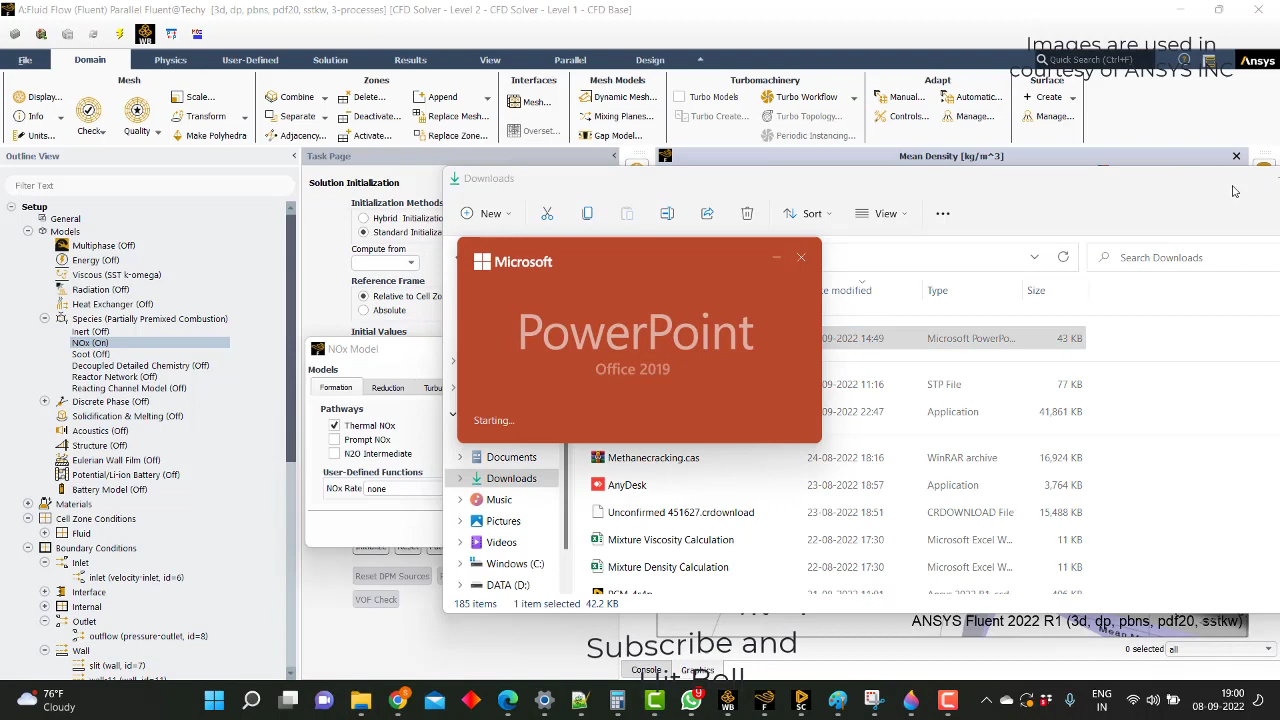 A:Fluid Flow (Parallel Fluent@Techy [3d, dp, pbns, pdf20, sstkw, 3-processes] [CFD Solver - Level 2 - CFD Solver - Level 1 - CFD Base]
Images are used in
courtesy of ANSYS INC
File Domain Physics User-Defined Solution Results View Parallel Design Quick Search (Ctrl+F) Ansys
Mesh Zones Interfaces Mesh Models Turbomachinery Adapt Surface
Display... Scale... Combine Delete... Append Mesh... Dynamic Mesh... Turbo Models Turbo Workflow Manual... Automatic... Create
Info Check Quality Transform Separate Deactivate... Replace Mesh... Overset... Mixing Planes... Turbo Create... Turbo Topology... Controls... Manage... Manage...
Units... Make Polyhedra Adjacency... Activate... Replace Zone... Gap Model... Periodic Instancing...
Outline View
Filter Text
Setup
General
Models
Multiphase (Off)
Energy (Off)
Viscous (SST k-omega)
Radiation (Off)
Heat Exchanger (Off)
Species (Partially Premixed Combustion)
Inert (Off)
NOx (On)
Soot (Off)
Decoupled Detailed Chemistry (Off)
Reactor Network (Off)
Reacting Channel Model (Off)
Discrete Phase (Off)
Solidification & Melting (Off)
Acoustics (Off)
Structure (Off)
Eulerian Wall Film (Off)
Potential/Li-ion Battery (Off)
Battery Model (Off)
Materials
Cell Zone Conditions
Fluid
Boundary Conditions
Inlet
inlet (velocity-inlet, id=6)
Interface
Internal
Outlet
outflow (pressure-outlet, id=8)
Wall
slit (wall, id=7)
Task Page
Solution Initialization
Initialization Methods
Hybrid Initializatio
Standard Initializat
Compute from
Reference Frame
Relative to Cell Zo
Absolute
Initial Values
NOx Model
Models
Formation Reduction Turbu
Pathways
Thermal NOx
Prompt NOx
N2O Intermediate
User-Defined Functions
NOx Rate none
Reset DPM Sources
VOF Check
Mean Density [kg/m^3]
Downloads
New Sort View
Search Downloads
Type Size
Microsoft
PowerPoint
Office 2019
Starting...
-09-2022 14:49 Microsoft PowerPo... 43 KB
-09-2022 11:16 STP File 77 KB
-09-2022 22:47 Application 41,861 KB
Documents Methanecracking.cas 24-08-2022 18:16 WinRAR archive 16,924 KB
Downloads AnyDesk 23-08-2022 18:57 Application 3,764 KB
Music Unconfirmed 451627.crdownload 23-08-2022 18:51 CRDOWNLOAD File 15,488 KB
Pictures
Videos Mixture Viscosity Calculation 22-08-2022 17:30 Microsoft Excel W... 11 KB
Windows (C:) Mixture Density Calculation 22-08-2022 17:30 Microsoft Excel W... 11 KB
DATA (D:)
185 items 1 item selected 42.2 KB
ANSYS Fluent 2022 R1 (3d, dp, pbns, pdf20, sstkw)
Subscribe and
Hit Bell
0 selected all
Console Graphics
76°F
Cloudy
9
ENG
IN
19:00
08-09-2022